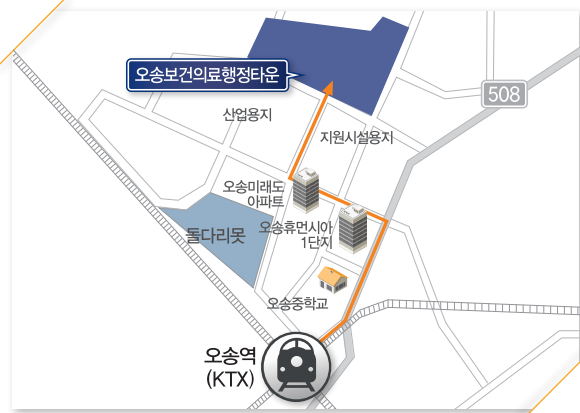 오송보건의료행정타운
508
산업용지
지원시설용지
오송미래도
아파트
오송휴먼시아
1단지
돌다리못
오송중학교
오송역
(KTX)